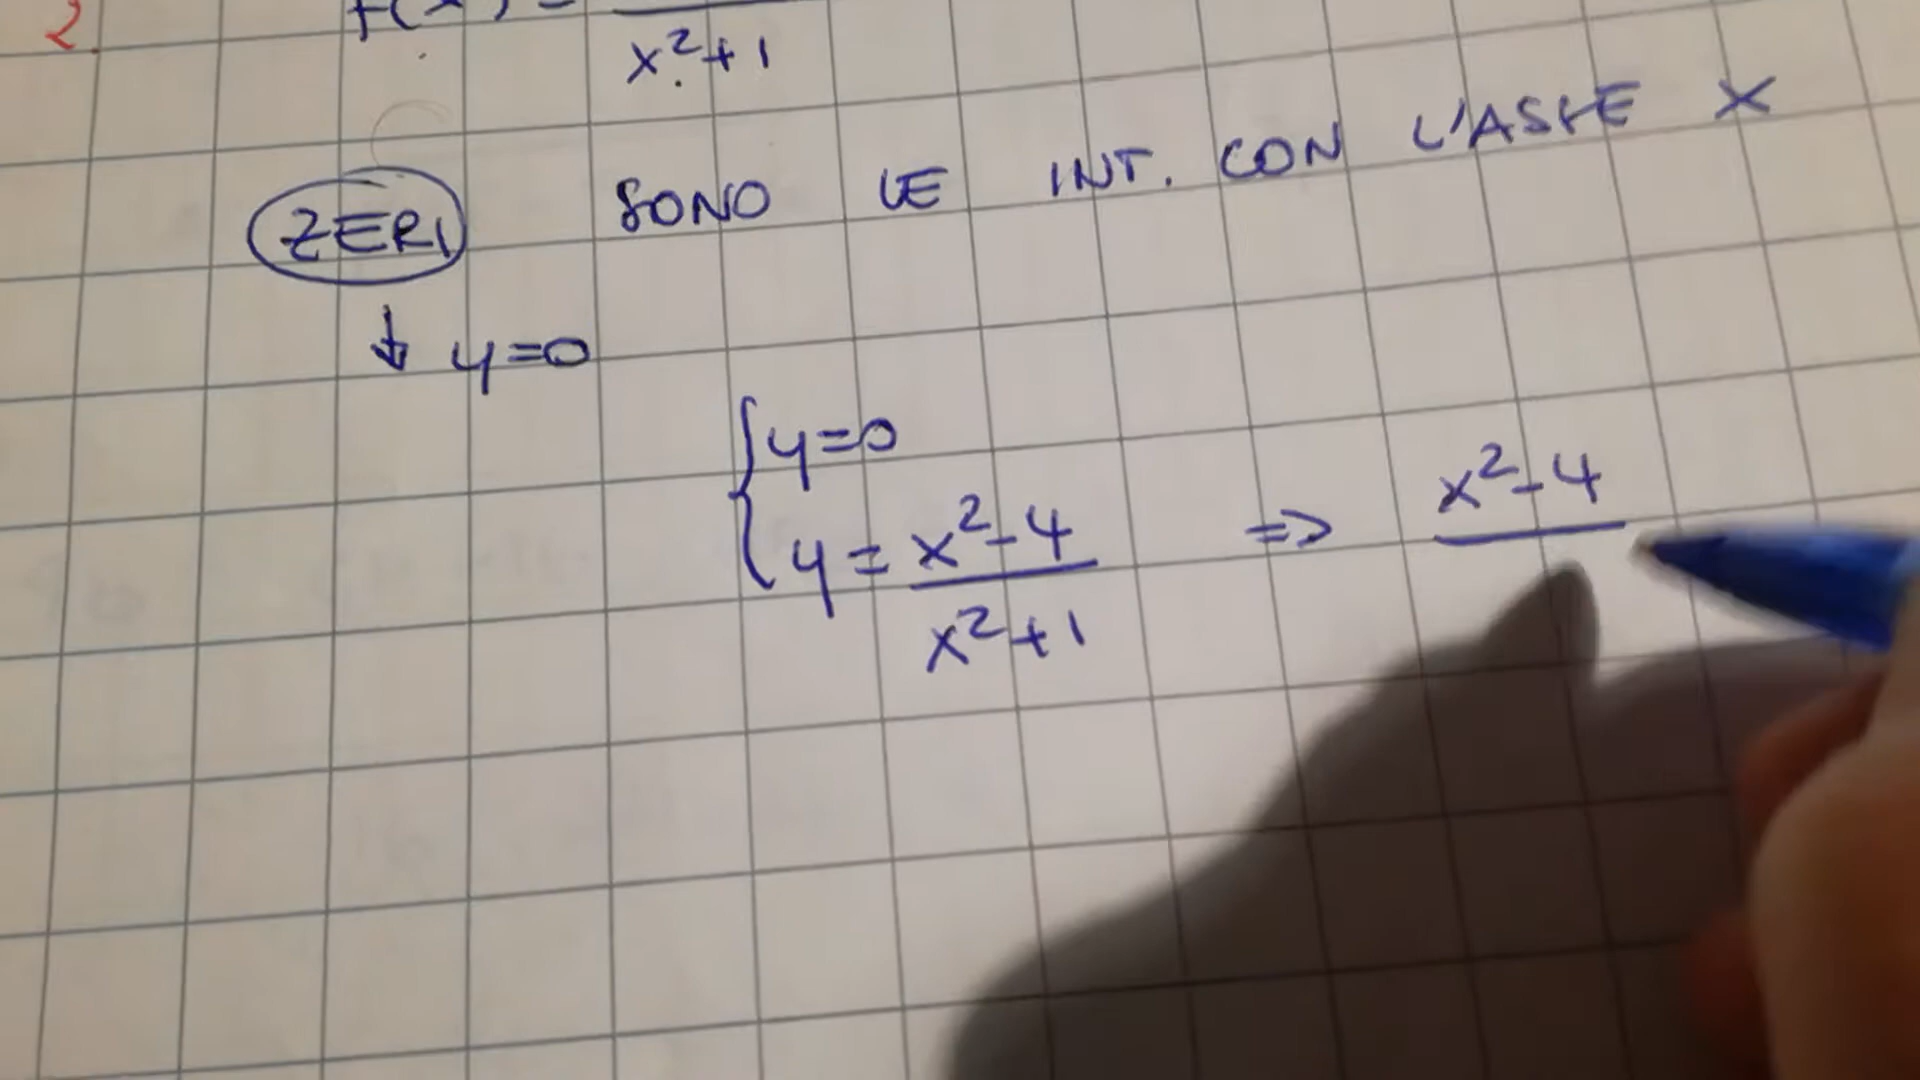 2. f(x) =
x²+1
ZERI SONO LE INT. CON L'ASSE X
↓ y=0
{ y=0
y = x²-4 / x²+1 => x²-4